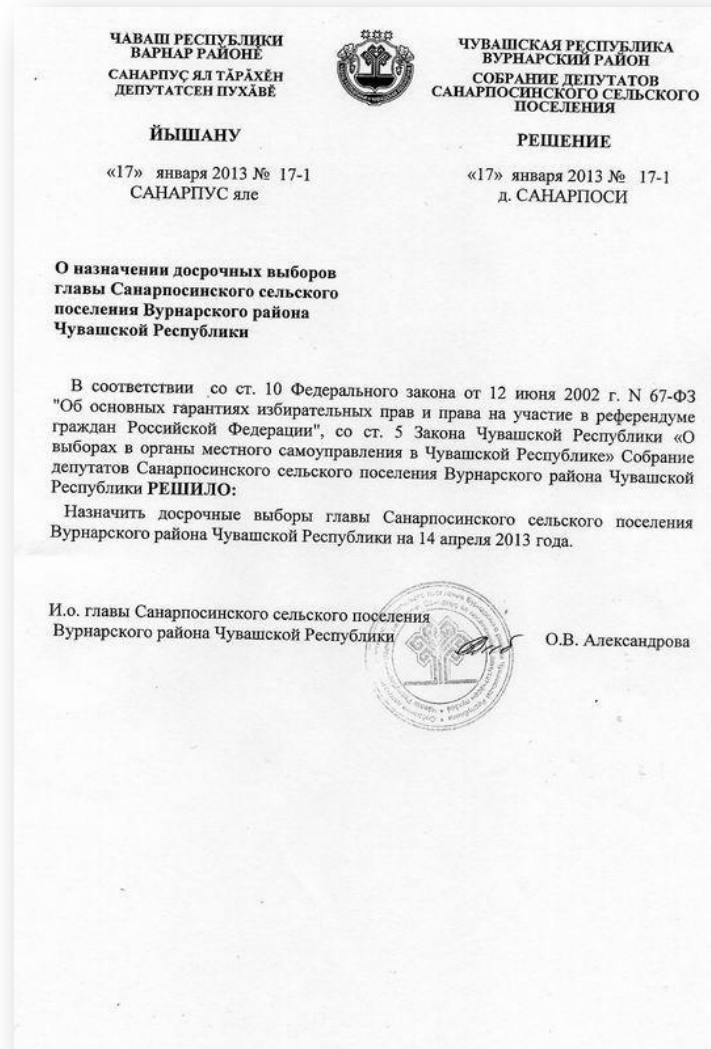 ЧАВАШ РЕСПУБЛИКИ
ВАРНАР РАЙОНĚ
САНАРПУÇ ЯЛ ТĂРĂХĚН
ДЕПУТАТСЕН ПУХĂВĚ
ЙЫШАНУ
«17» января 2013 № 17-1
САНАРПУС яле
ЧУВАШСКАЯ РЕСПУБЛИКА
ВУРНАРСКИЙ РАЙОН
СОБРАНИЕ ДЕПУТАТОВ
САНАРПОСИНСКОГО СЕЛЬСКОГО
ПОСЕЛЕНИЯ
РЕШЕНИЕ
«17» января 2013 № 17-1
д. САНАРПОСИ
О назначении досрочных выборов
главы Санарпосинского сельского
поселения Вурнарского района
Чувашской Республики
В соответствии со ст. 10 Федерального закона от 12 июня 2002 г. N 67-ФЗ
"Об основных гарантиях избирательных прав и права на участие в референдуме
граждан Российской Федерации", со ст. 5 Закона Чувашской Республики «О
выборах в органы местного самоуправления в Чувашской Республике» Собрание
депутатов Санарпосинского сельского поселения Вурнарского района Чувашской
Республики РЕШИЛО:
Назначить досрочные выборы главы Санарпосинского сельского поселения
Вурнарского района Чувашской Республики на 14 апреля 2013 года.
И.о. главы Санарпосинского сельского поселения
Вурнарского района Чувашской Республики
О.В. Александрова